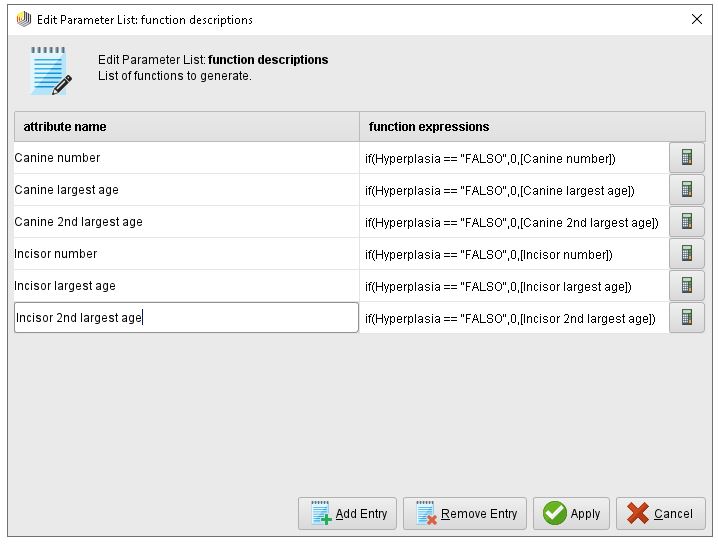 Edit Parameter List: function descriptions
Edit Parameter List: function descriptions
List of functions to generate.
attribute name function expressions
Canine number if(Hyperplasia == "FALSO",0,[Canine number])
Canine largest age if(Hyperplasia == "FALSO",0,[Canine largest age])
Canine 2nd largest age if(Hyperplasia == "FALSO",0,[Canine 2nd largest age])
Incisor number if(Hyperplasia == "FALSO",0,[Incisor number])
Incisor largest age if(Hyperplasia == "FALSO",0,[Incisor largest age])
Incisor 2nd largest age if(Hyperplasia == "FALSO",0,[Incisor 2nd largest age])
Add Entry Remove Entry Apply Cancel